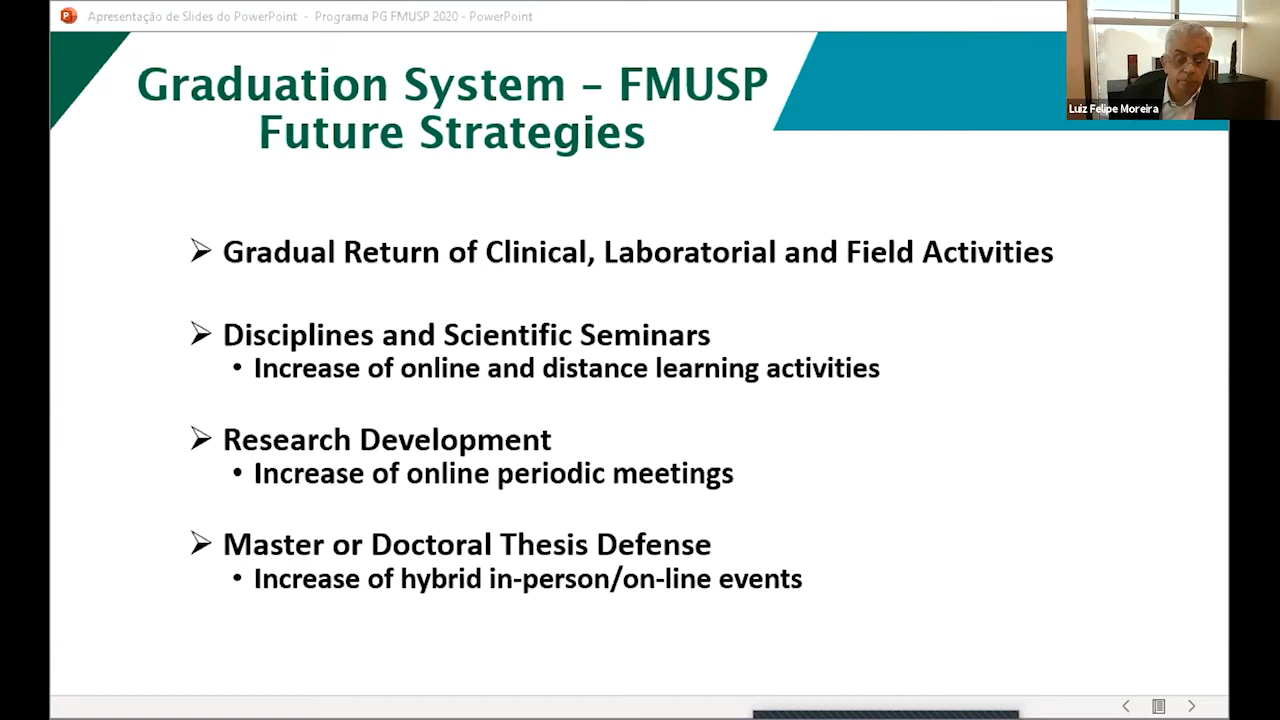 Apresentação de Slides do PowerPoint - Programa PG FMUSP 2020 - PowerPoint
Luiz Felipe Moreira
Graduation System – FMUSP
Future Strategies
Gradual Return of Clinical, Laboratorial and Field Activities
Disciplines and Scientific Seminars
• Increase of online and distance learning activities
Research Development
• Increase of online periodic meetings
Master or Doctoral Thesis Defense
• Increase of hybrid in-person/on-line events